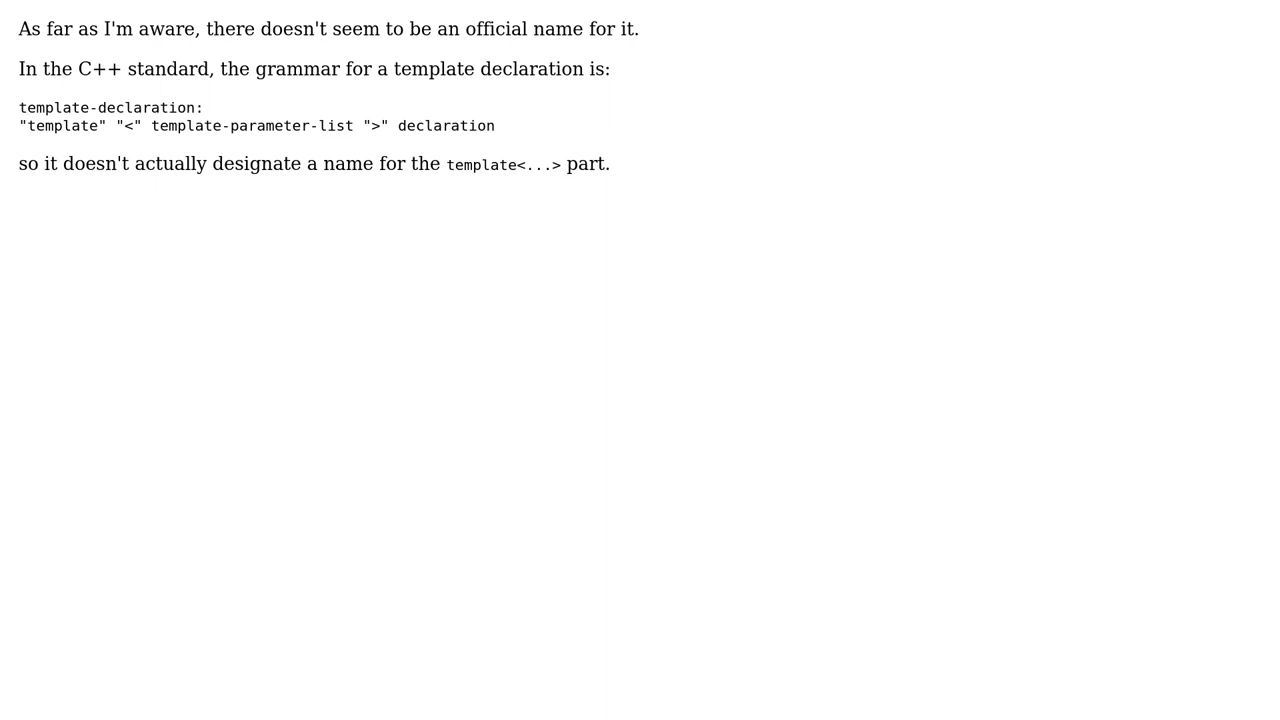 As far as I'm aware, there doesn't seem to be an official name for it.
In the C++ standard, the grammar for a template declaration is:
template-declaration:
"template" "<" template-parameter-list ">" declaration
so it doesn't actually designate a name for the template<...> part.